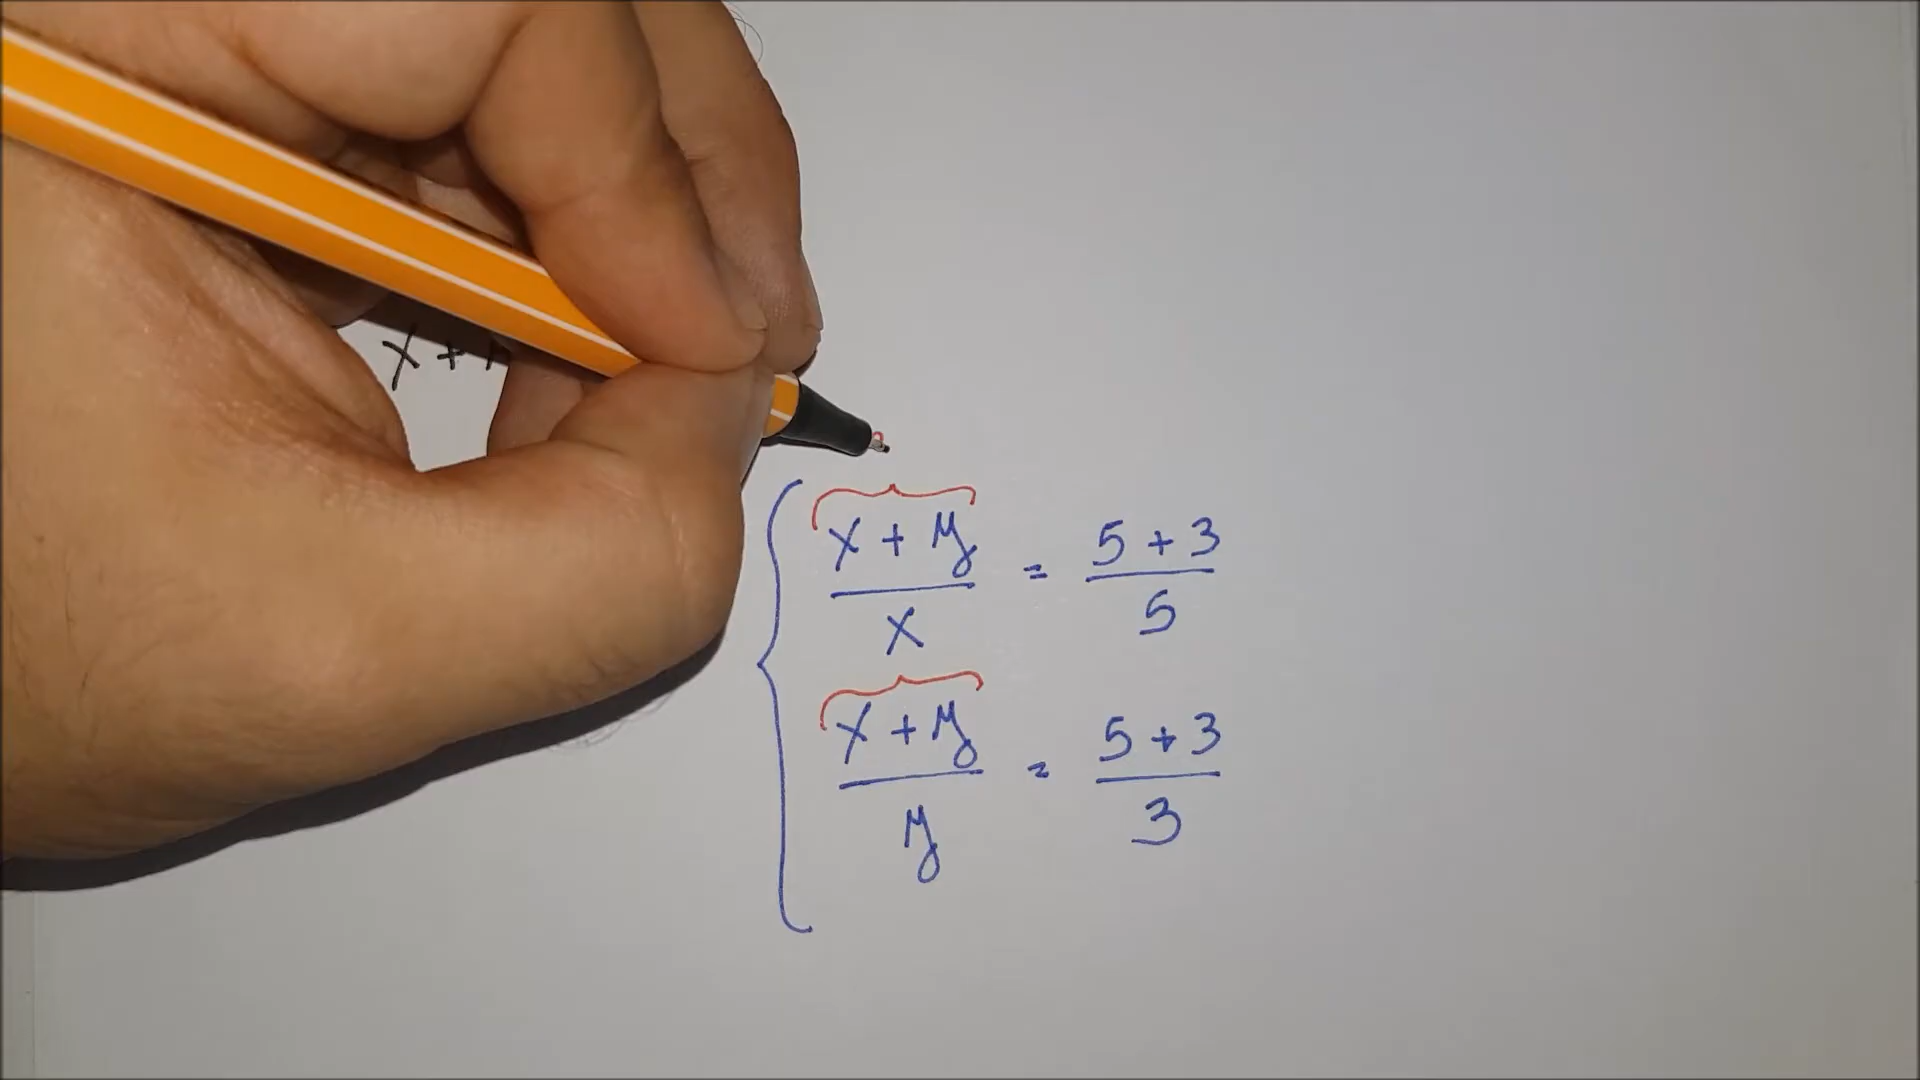 x +
x + y / x = 5 + 3 / 5
x + y / y = 5 + 3 / 3